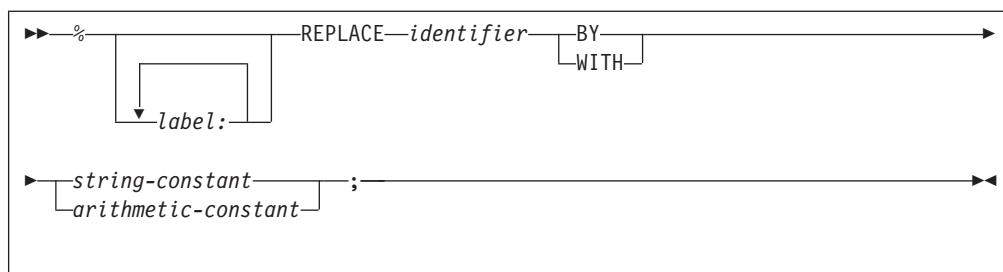 % REPLACE identifier BY
WITH
label:
string-constant ;
arithmetic-constant